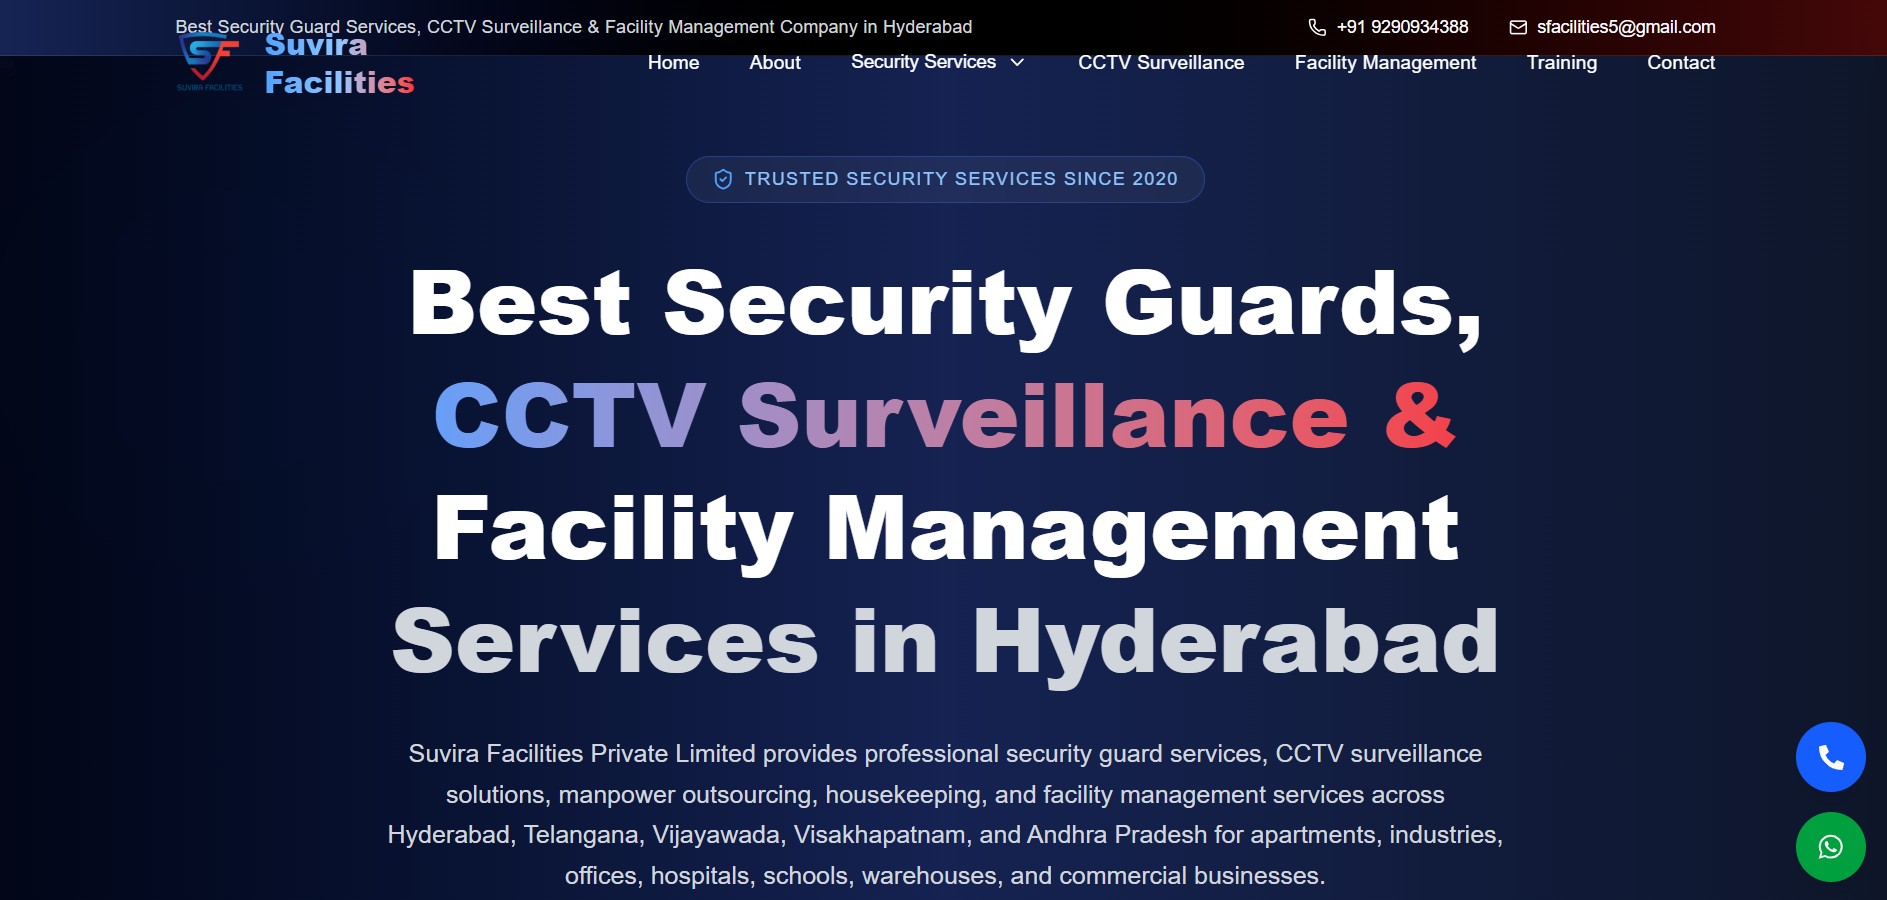 Best Security Guard Services, CCTV Surveillance & Facility Management Company in Hyderabad
+91 9290934388
sfacilities5@gmail.com
SF
SUVIRA FACILITIES
Suvira
Facilities
Home
About
Security Services
CCTV Surveillance
Facility Management
Training
Contact
TRUSTED SECURITY SERVICES SINCE 2020
Best Security Guards,
CCTV Surveillance &
Facility Management
Services in Hyderabad
Suvira Facilities Private Limited provides professional security guard services, CCTV surveillance
solutions, manpower outsourcing, housekeeping, and facility management services across
Hyderabad, Telangana, Vijayawada, Visakhapatnam, and Andhra Pradesh for apartments, industries,
offices, hospitals, schools, warehouses, and commercial businesses.